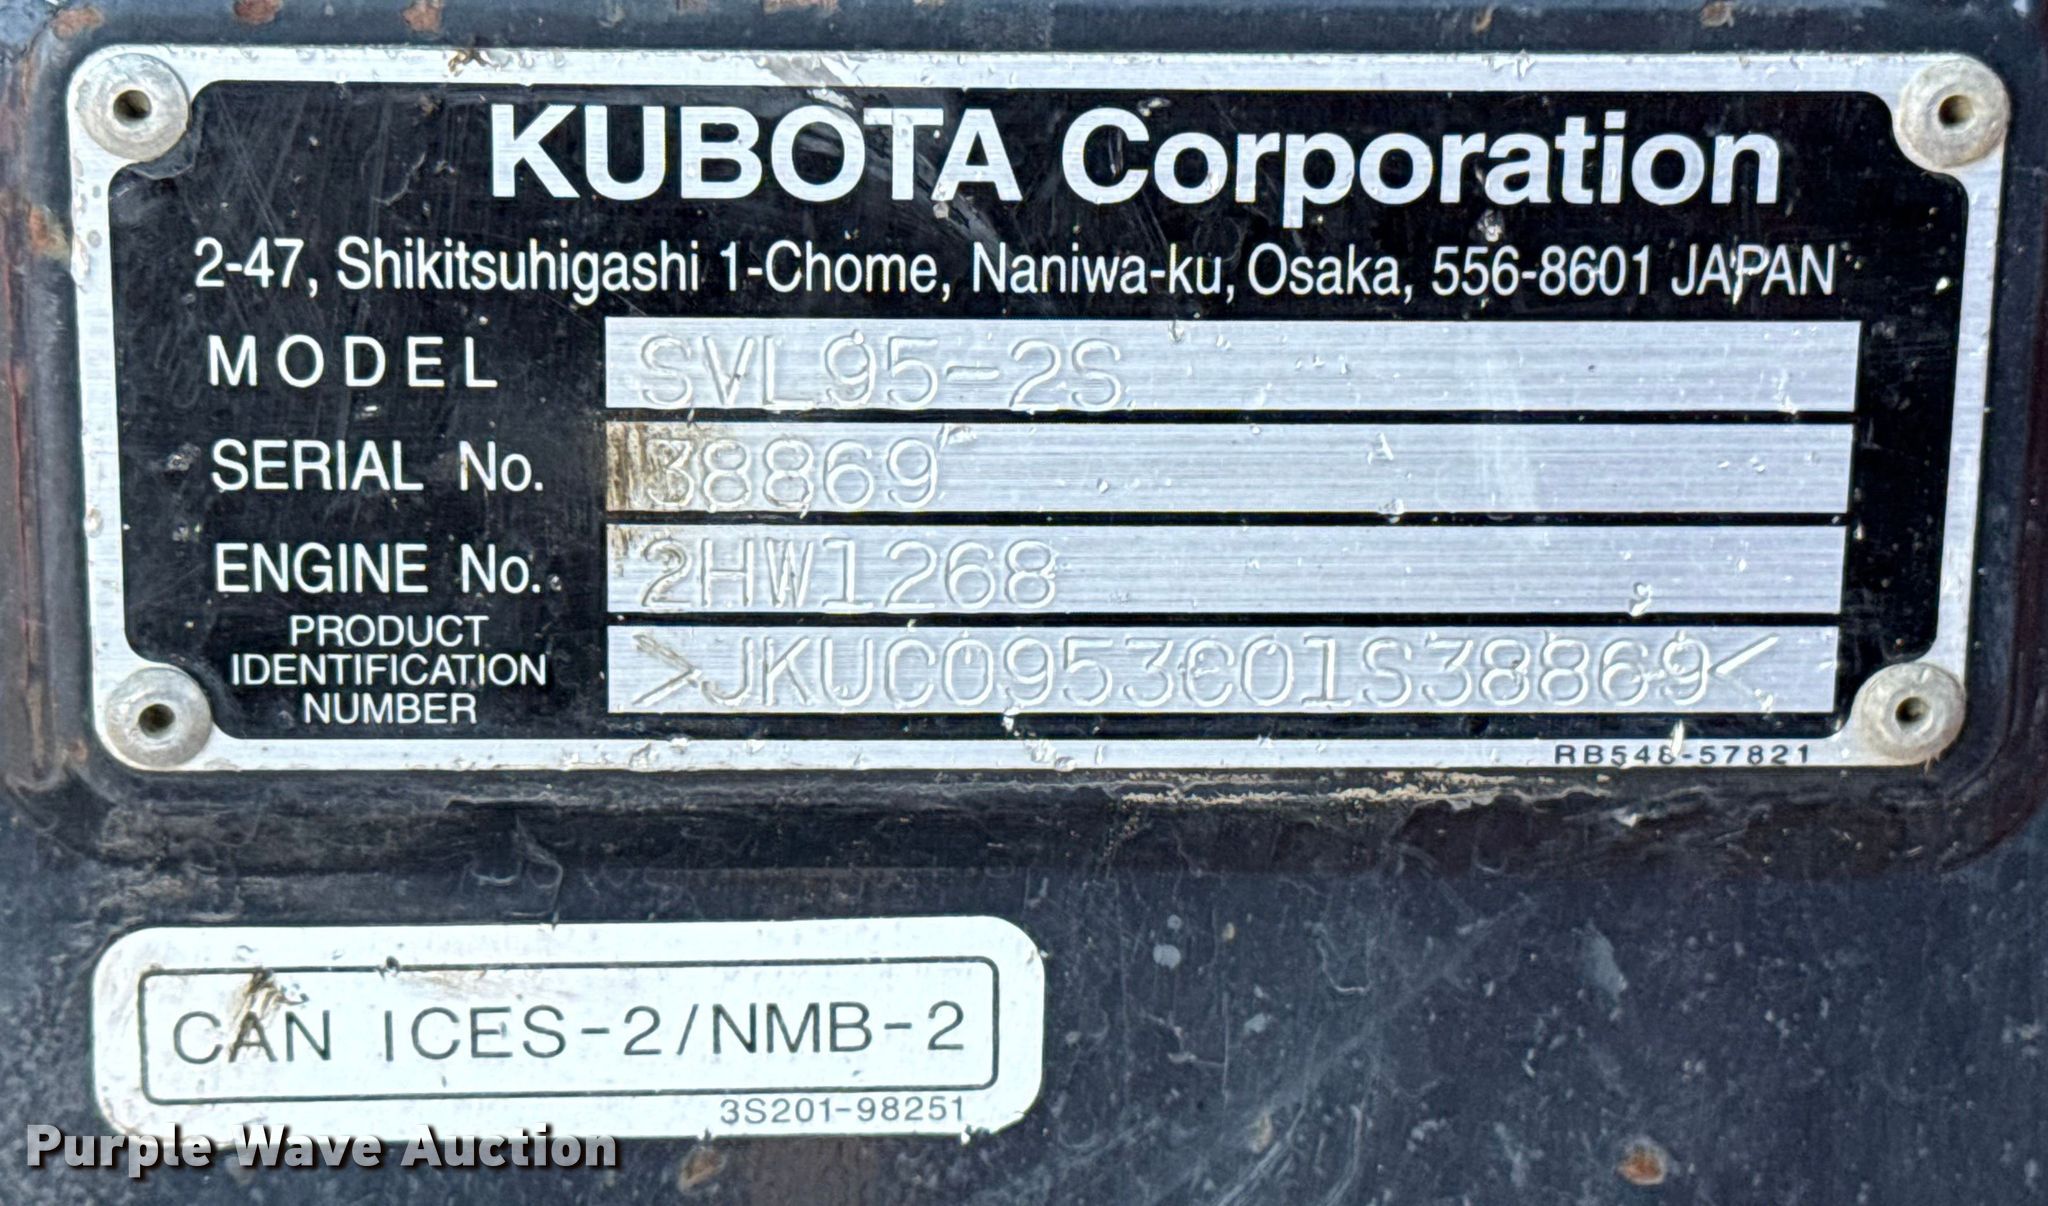 KUBOTA Corporation
2-47, Shikitsuhigashi 1-Chome, Naniwa-ku, Osaka, 556-8601 JAPAN
MODEL SVL95-2S
SERIAL No. 38869
ENGINE No. 2HW1268
PRODUCT
IDENTIFICATION
NUMBER
>JKUC0953C01S38869<
RB548-57821
CAN ICES-2/NMB-2
3S201-98251
Purple Wave Auction